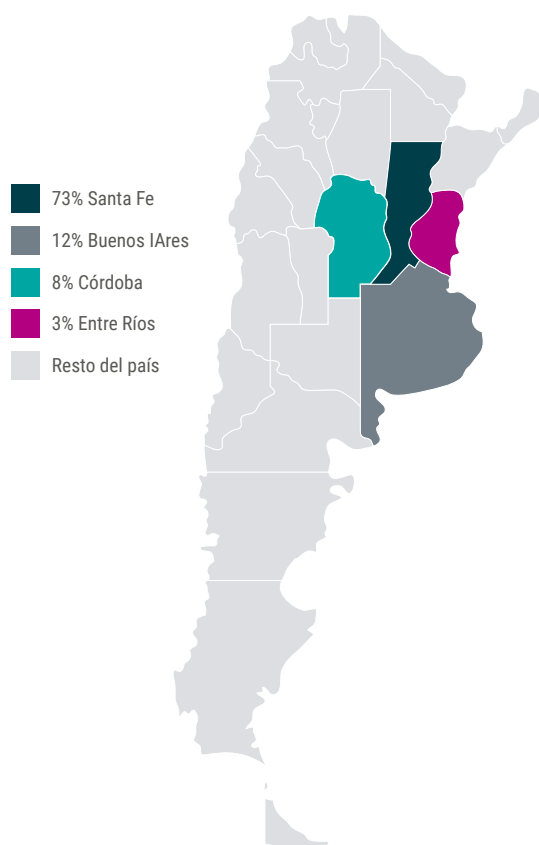 73% Santa Fe
12% Buenos IAres
8% Córdoba
3% Entre Ríos
Resto del país